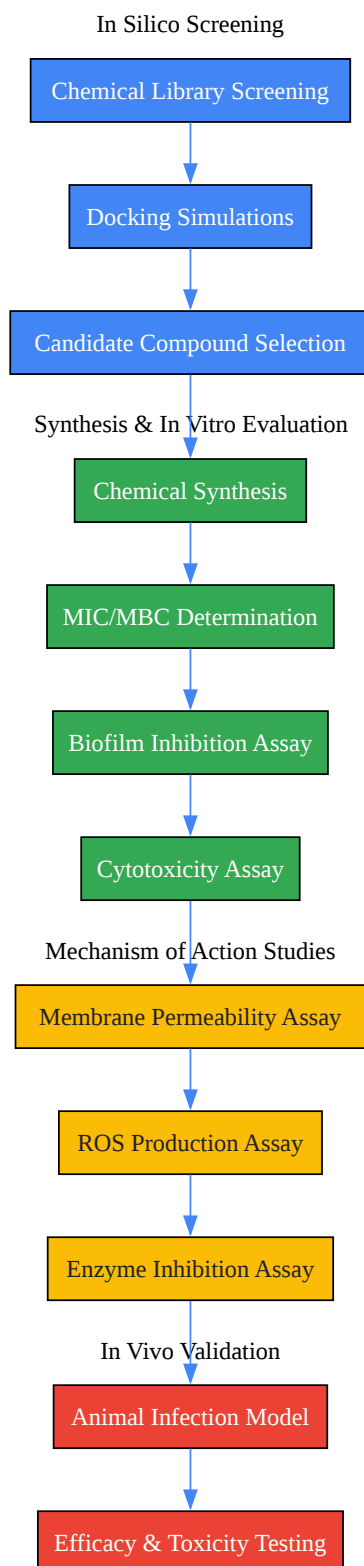 In Silico Screening
Chemical Library Screening
Docking Simulations
Candidate Compound Selection
Synthesis & In Vitro Evaluation
Chemical Synthesis
MIC/MBC Determination
Biofilm Inhibition Assay
Cytotoxicity Assay
Mechanism of Action Studies
Membrane Permeability Assay
ROS Production Assay
Enzyme Inhibition Assay
In Vivo Validation
Animal Infection Model
Efficacy & Toxicity Testing